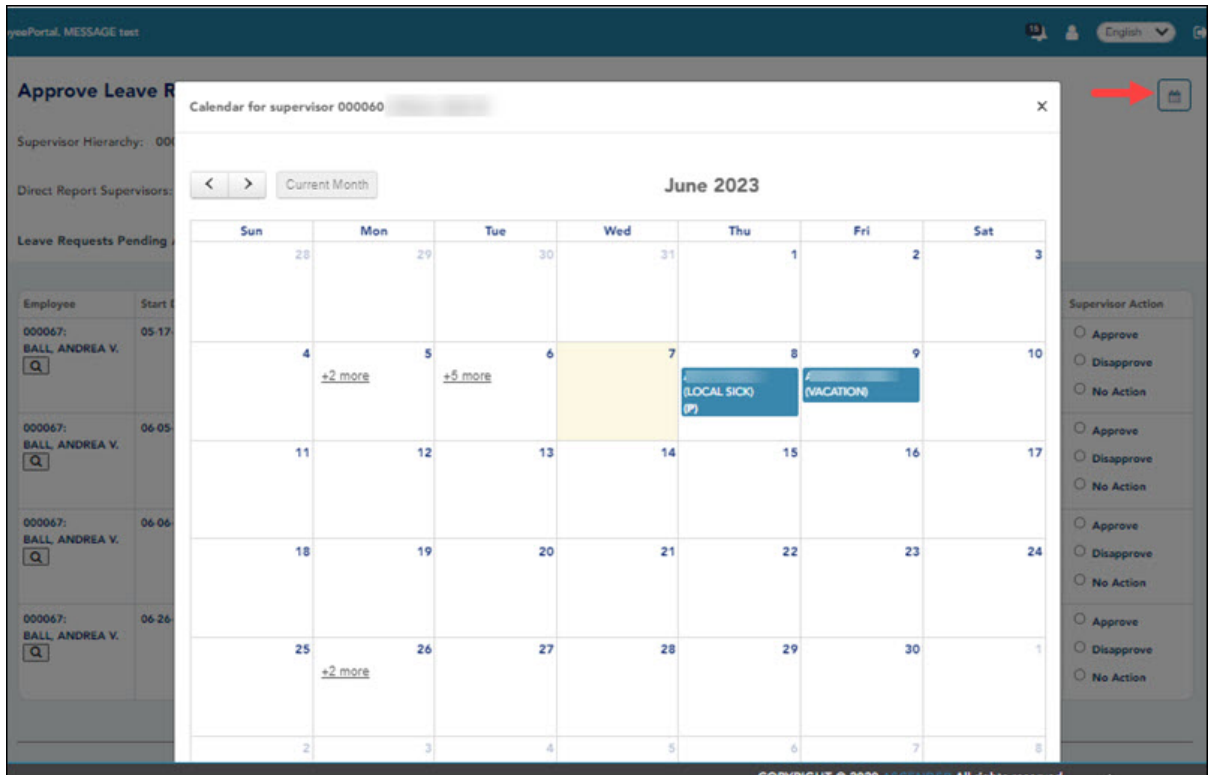 yeePortal, MESSAGE test
15
English
Approve Leave R
Calendar for supervisor 000060
×
Supervisor Hierarchy: 000
Direct Report Supervisors:
Leave Requests Pending
< > Current Month
June 2023
Sun Mon Tue Wed Thu Fri Sat
28 29 30 31 1 2 3
4 5 6 7 8 9 10
+2 more +5 more
(LOCAL SICK) (VACATION)
(P)
11 12 13 14 15 16 17
18 19 20 21 22 23 24
25 26 27 28 29 30 1
+2 more
2 3 4 5 6 7 8
Employee Start D
Supervisor Action
000067: 05-17-
BALL, ANDREA V.
Approve
Disapprove
No Action
000067: 06-05-
BALL, ANDREA V.
Approve
Disapprove
No Action
000067: 06-06-
BALL, ANDREA V.
Approve
Disapprove
No Action
000067: 06-26-
BALL, ANDREA V.
Approve
Disapprove
No Action